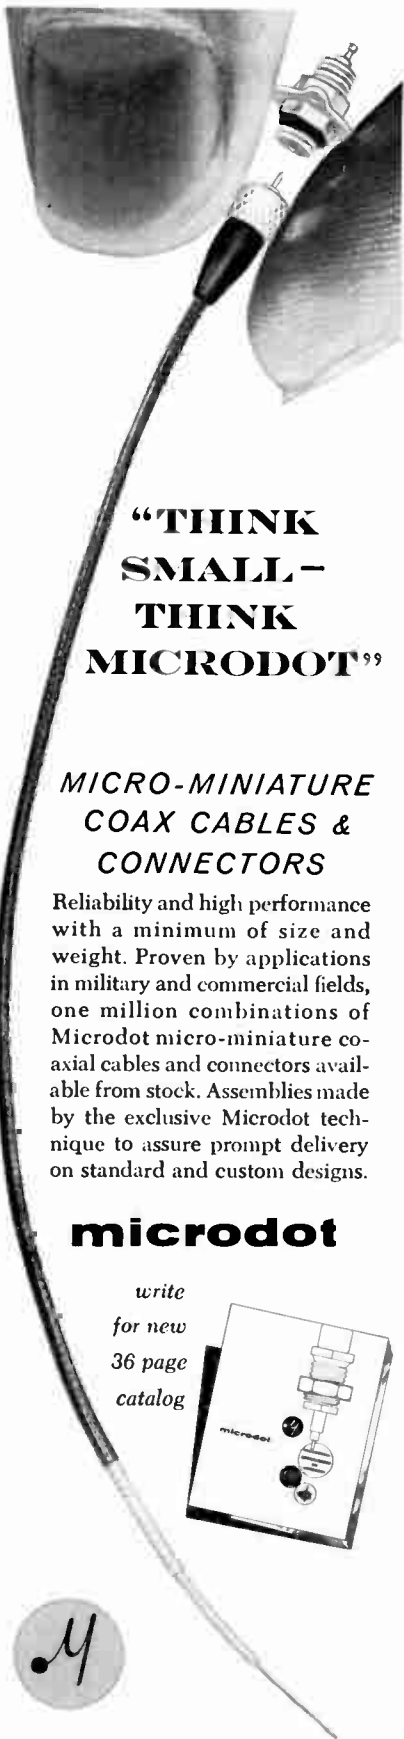 “THINK
SMALL–
THINK
MICRODOT”
MICRO-MINIATURE
COAX CABLES &
CONNECTORS
Reliability and high performance
with a minimum of size and
weight. Proven by applications
in military and commercial fields,
one million combinations of
Microdot micro-miniature co-
axial cables and connectors avail-
able from stock. Assemblies made
by the exclusive Microdot tech-
nique to assure prompt delivery
on standard and custom designs.
microdot
write
for new
36 page
catalog
microdot